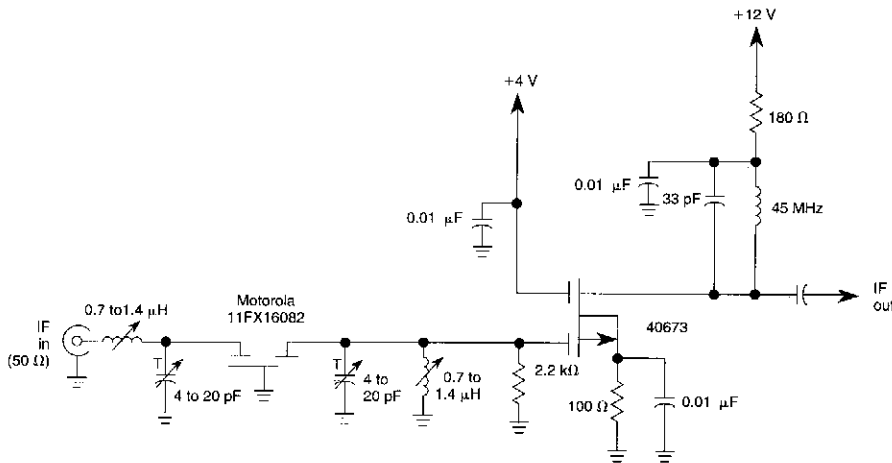 +12 V
+4 V
180 Ω
0.01 μF
33 pF
45 MHz
0.01 μF
IF
out
0.7 to1.4 μH
Motorola
11FX16082
IF
in
(50 Ω)
40673
T
4 to 20 pF
T
4 to
20 pF
0.7 to
1.4 μH
2.2 kΩ
100 Ω
0.01 μF